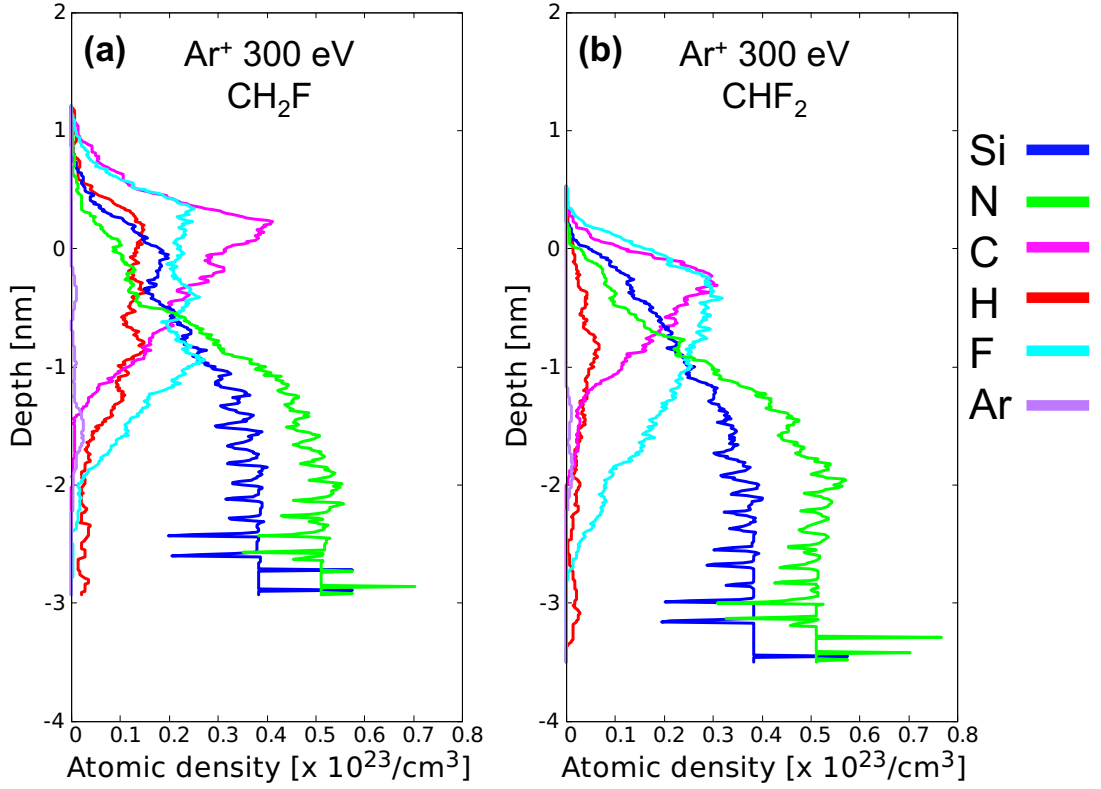 (a)
Ar⁺ 300 eV
CH₂F
Depth [nm]
2
1
0
-1
-2
-3
-4
0
0.1
0.2
0.3
0.4
0.5
0.6
0.7
0.8
Atomic density [x 10²³/cm³]
(b)
Ar⁺ 300 eV
CHF₂
Depth [nm]
2
1
0
-1
-2
-3
-4
0
0.1
0.2
0.3
0.4
0.5
0.6
0.7
0.8
Atomic density [x 10²³/cm³]
Si
N
C
H
F
Ar